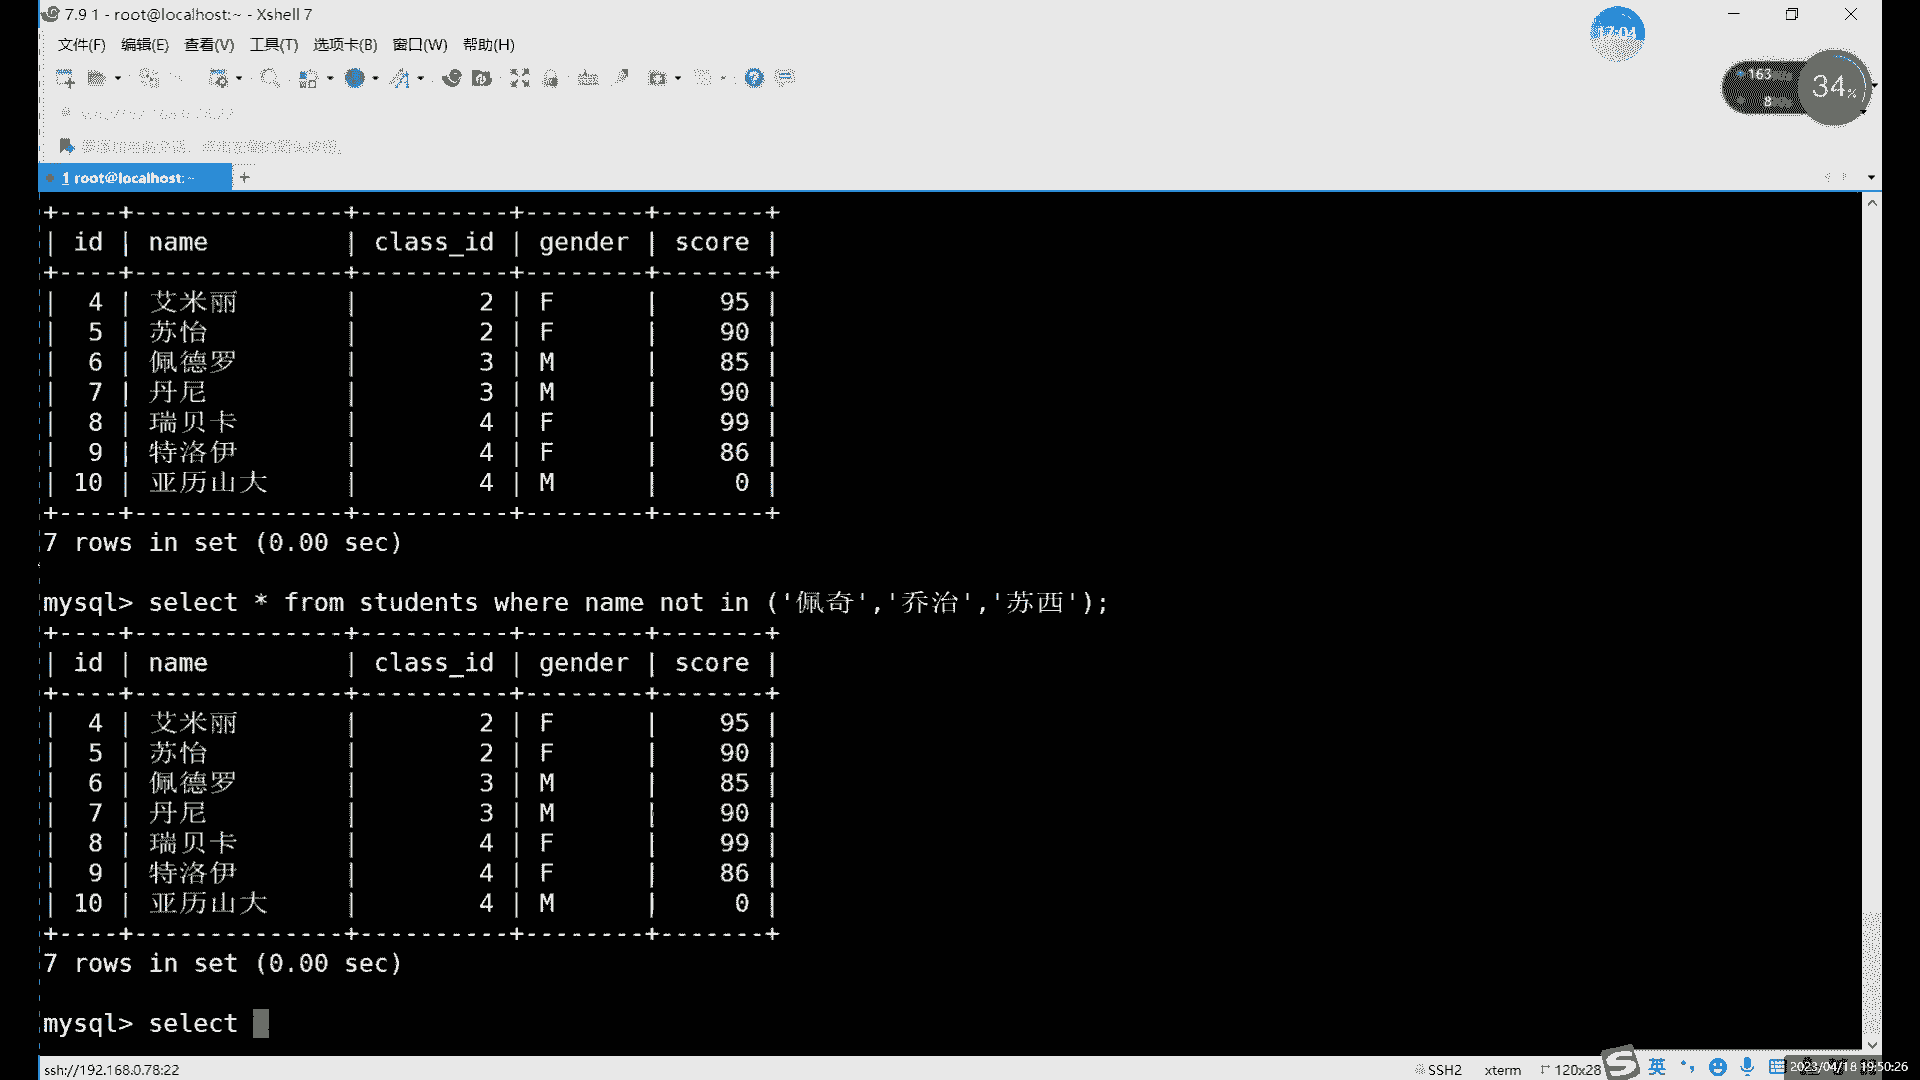 7.9 1 - root@localhost:~ - Xshell 7
17:04
文件(F) 编辑(E) 查看(V) 工具(T) 选项卡(B) 窗口(W) 帮助(H)
163
8
34%
1 root@localhost:~ +
+----+--------------+----------+--------+-------+
| id | name | class_id | gender | score |
+----+--------------+----------+--------+-------+
| 4 | 艾米丽 | 2 | F | 95 |
| 5 | 苏怡 | 2 | F | 90 |
| 6 | 佩德罗 | 3 | M | 85 |
| 7 | 丹尼 | 3 | M | 90 |
| 8 | 瑞贝卡 | 4 | F | 99 |
| 9 | 特洛伊 | 4 | F | 86 |
| 10 | 亚历山大 | 4 | M | 0 |
+----+--------------+----------+--------+-------+
7 rows in set (0.00 sec)
mysql> select * from students where name not in ('佩奇','乔治','苏西');
+----+--------------+----------+--------+-------+
| id | name | class_id | gender | score |
+----+--------------+----------+--------+-------+
| 4 | 艾米丽 | 2 | F | 95 |
| 5 | 苏怡 | 2 | F | 90 |
| 6 | 佩德罗 | 3 | M | 85 |
| 7 | 丹尼 | 3 | M | 90 |
| 8 | 瑞贝卡 | 4 | F | 99 |
| 9 | 特洛伊 | 4 | F | 86 |
| 10 | 亚历山大 | 4 | M | 0 |
+----+--------------+----------+--------+-------+
7 rows in set (0.00 sec)
mysql> select
ssh://192.168.0.78:22 SSH2 xterm 120x28 英 2023/04/18 19:50:26